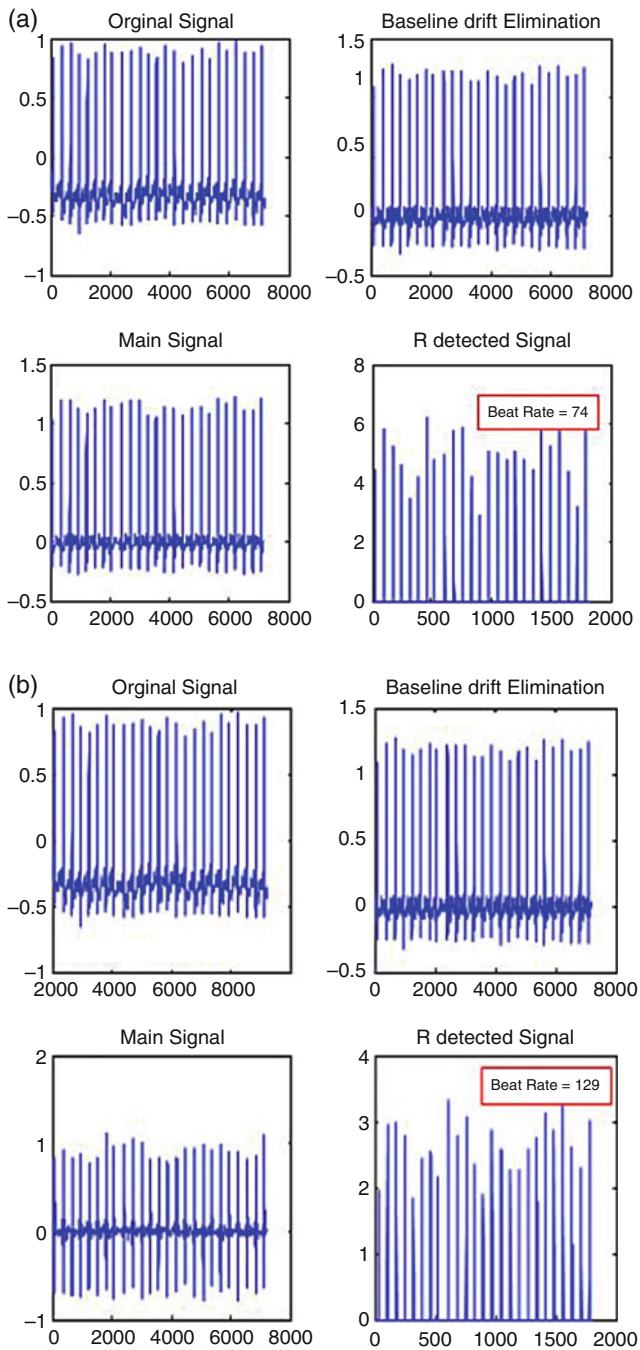 (a)
Orginal Signal
1
0.5
0
−0.5
−1
0 2000 4000 6000 8000
Baseline drift Elimination
1.5
1
0.5
0
−0.5
0 2000 4000 6000 8000
Main Signal
1.5
1
0.5
0
−0.5
0 2000 4000 6000 8000
R detected Signal
8
6
4
2
0
Beat Rate = 74
0 500 1000 1500 2000
(b)
Orginal Signal
1
0.5
0
−0.5
−1
2000 4000 6000 8000
Baseline drift Elimination
1.5
1
0.5
0
−0.5
0 2000 4000 6000 8000
Main Signal
2
1
0
−1
0 2000 4000 6000 8000
R detected Signal
4
3
2
1
0
Beat Rate = 129
0 500 1000 1500 2000